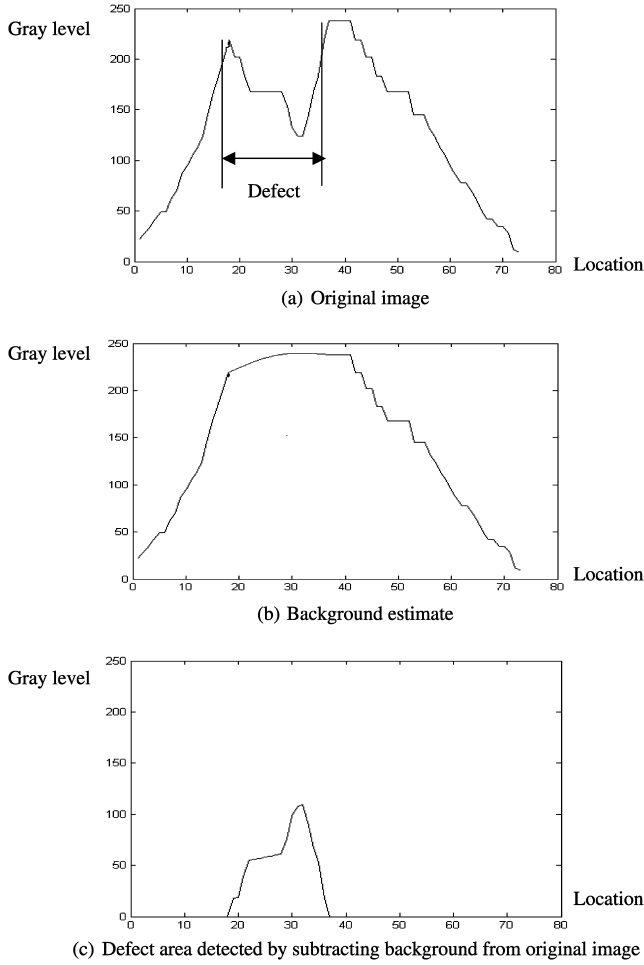 Gray level
250
200
150
100
50
0
Defect
0 10 20 30 40 50 60 70 80
Location
(a) Original image
Gray level
250
200
150
100
50
0
0 10 20 30 40 50 60 70 80
Location
(b) Background estimate
Gray level
250
200
150
100
50
0
0 10 20 30 40 50 60 70 80
Location
(c) Defect area detected by subtracting background from original image